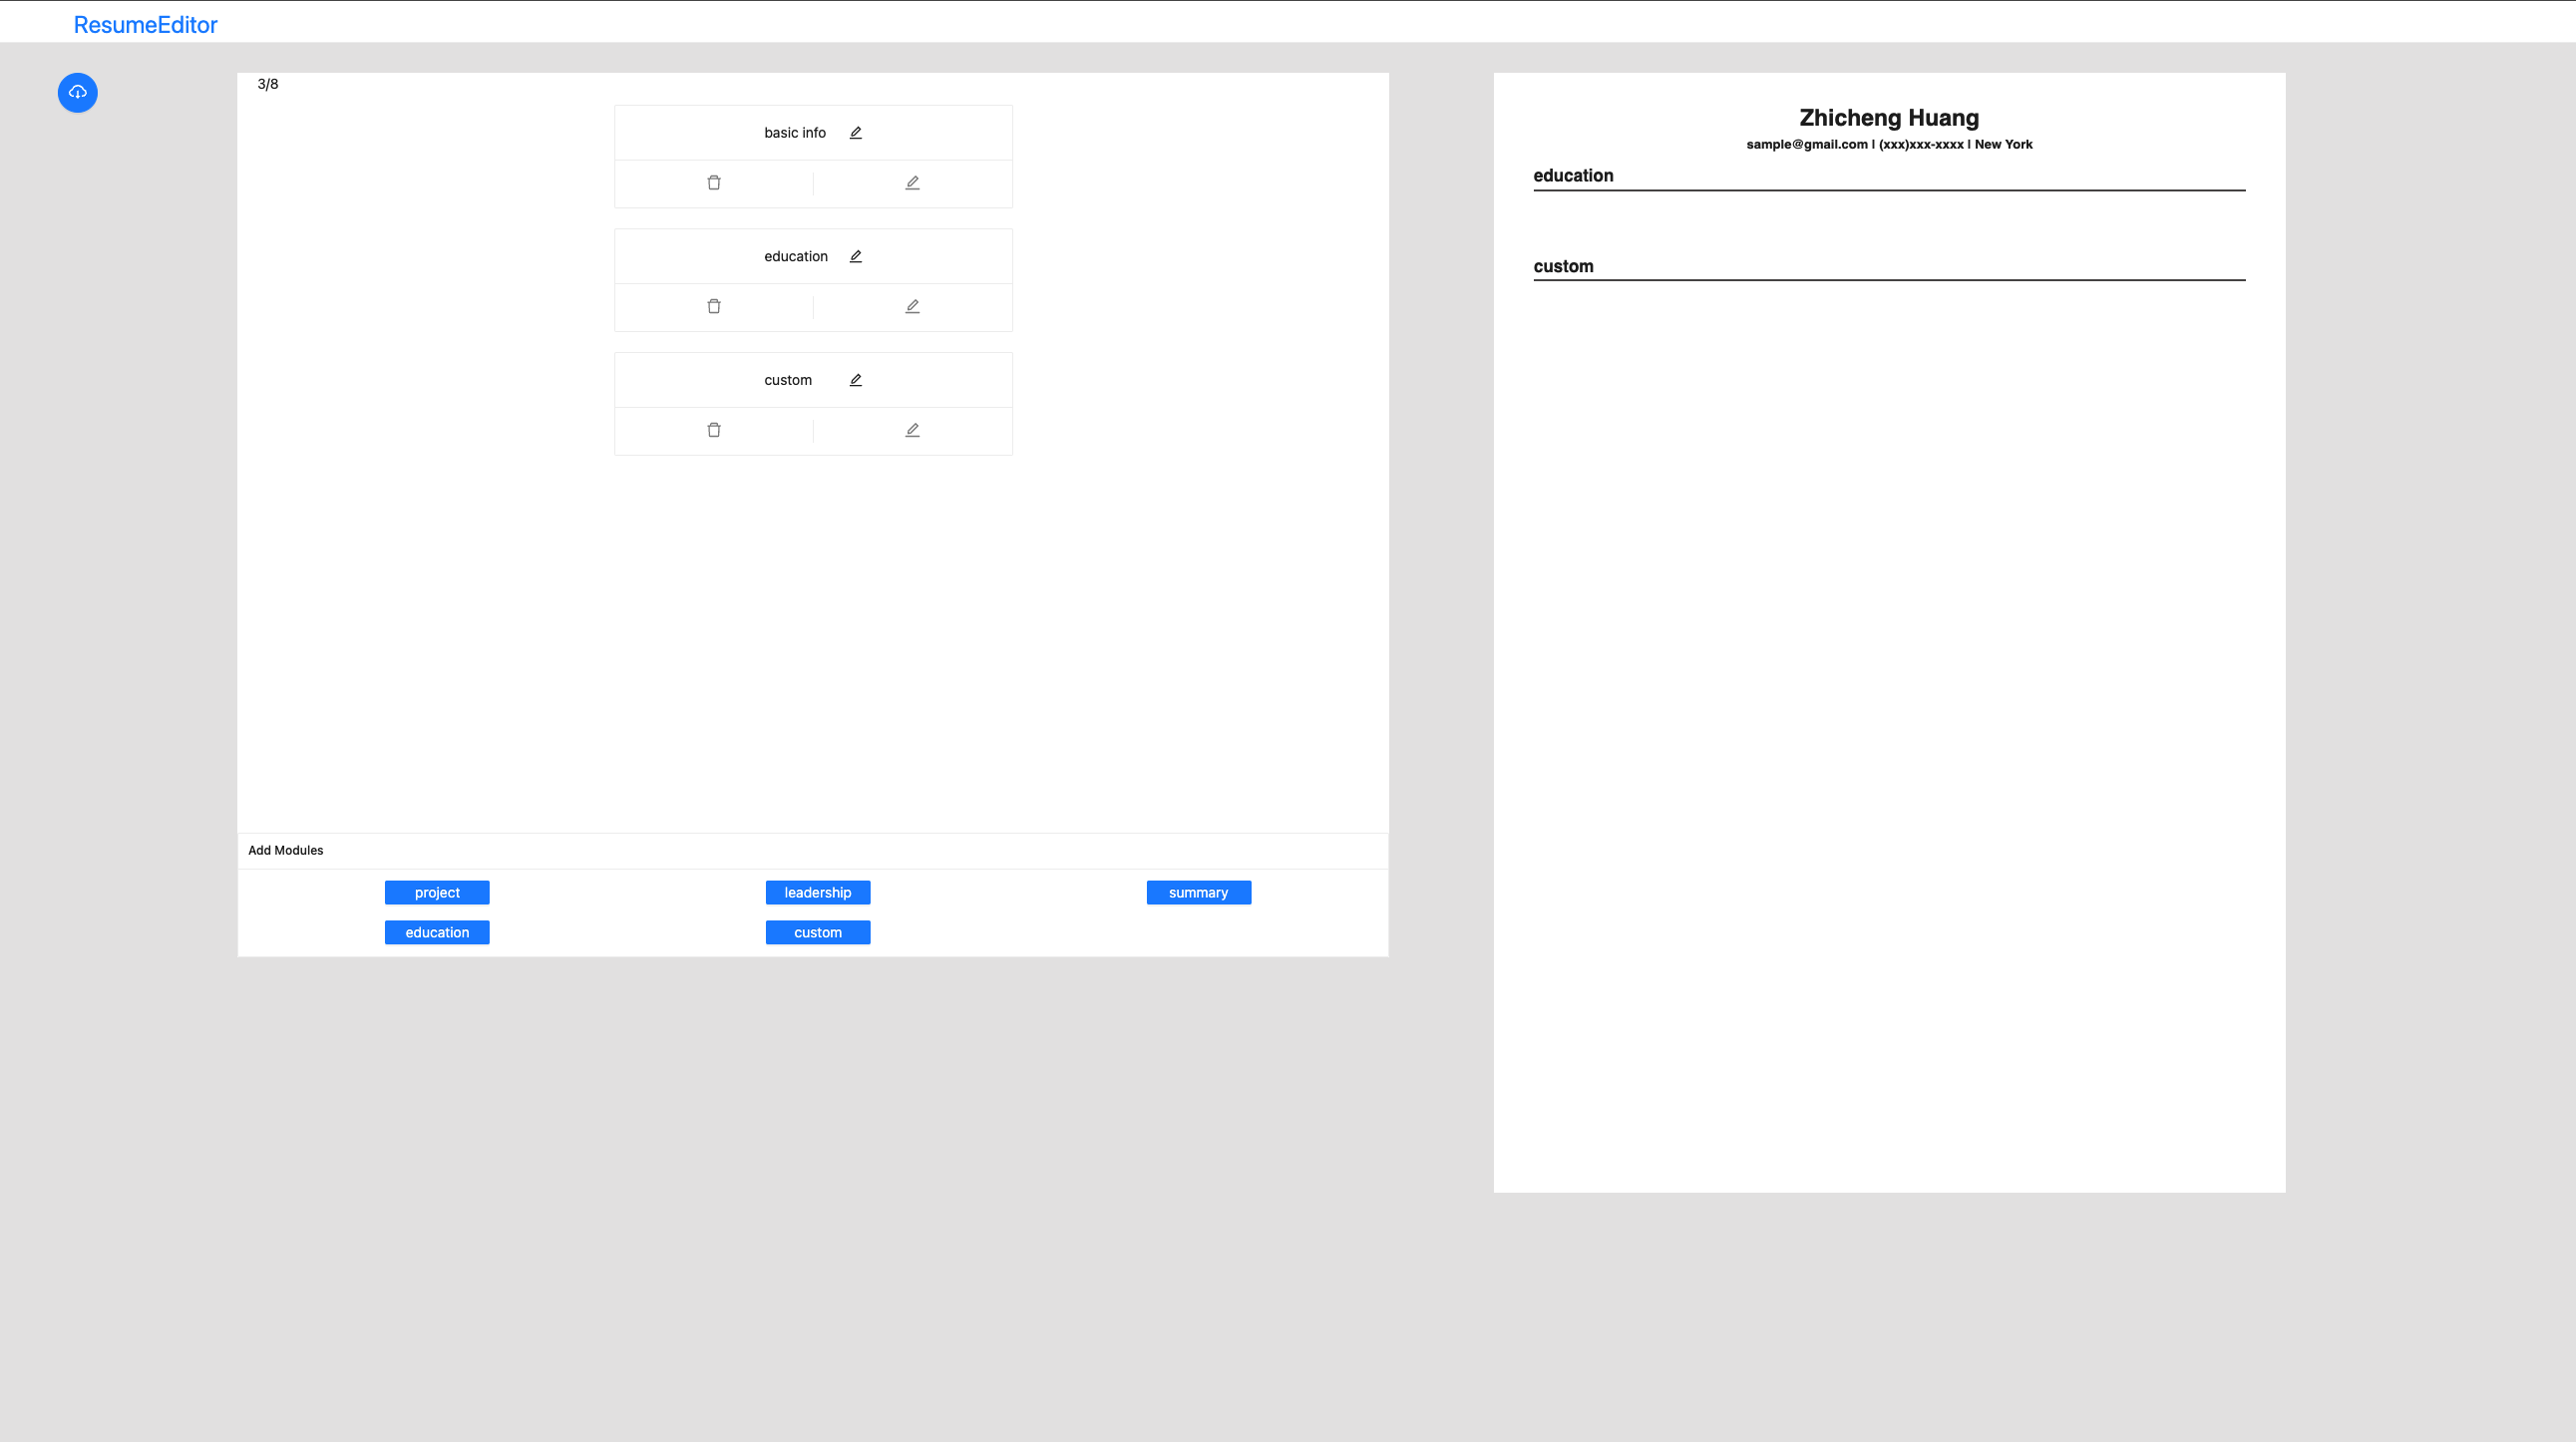 ResumeEditor
3/8
basic info
education
custom
Add Modules
project leadership summary
education custom
Zhicheng Huang
sample@gmail.com | (xxx)xxx-xxxx | New York
education
custom